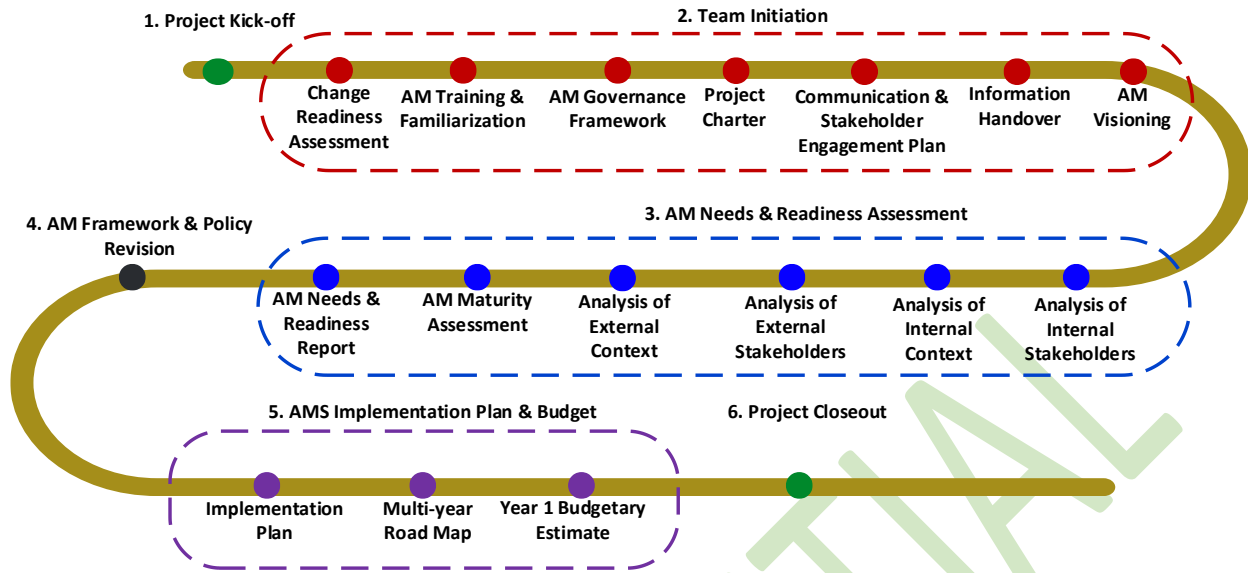 1. Project Kick-off
2. Team Initiation
Change
Readiness
Assessment
AM Training &
Familiarization
AM Governance
Framework
Project
Charter
Communication &
Stakeholder
Engagement Plan
Information
Handover
AM
Visioning
3. AM Needs & Readiness Assessment
4. AM Framework & Policy
Revision
AM Needs &
Readiness
Report
AM Maturity
Assessment
Analysis of
External
Context
Analysis of
External
Stakeholders
Analysis of
Internal
Context
Analysis of
Internal
Stakeholders
5. AMS Implementation Plan & Budget
6. Project Closeout
Implementation
Plan
Multi-year
Road Map
Year 1 Budgetary
Estimate
TIAL